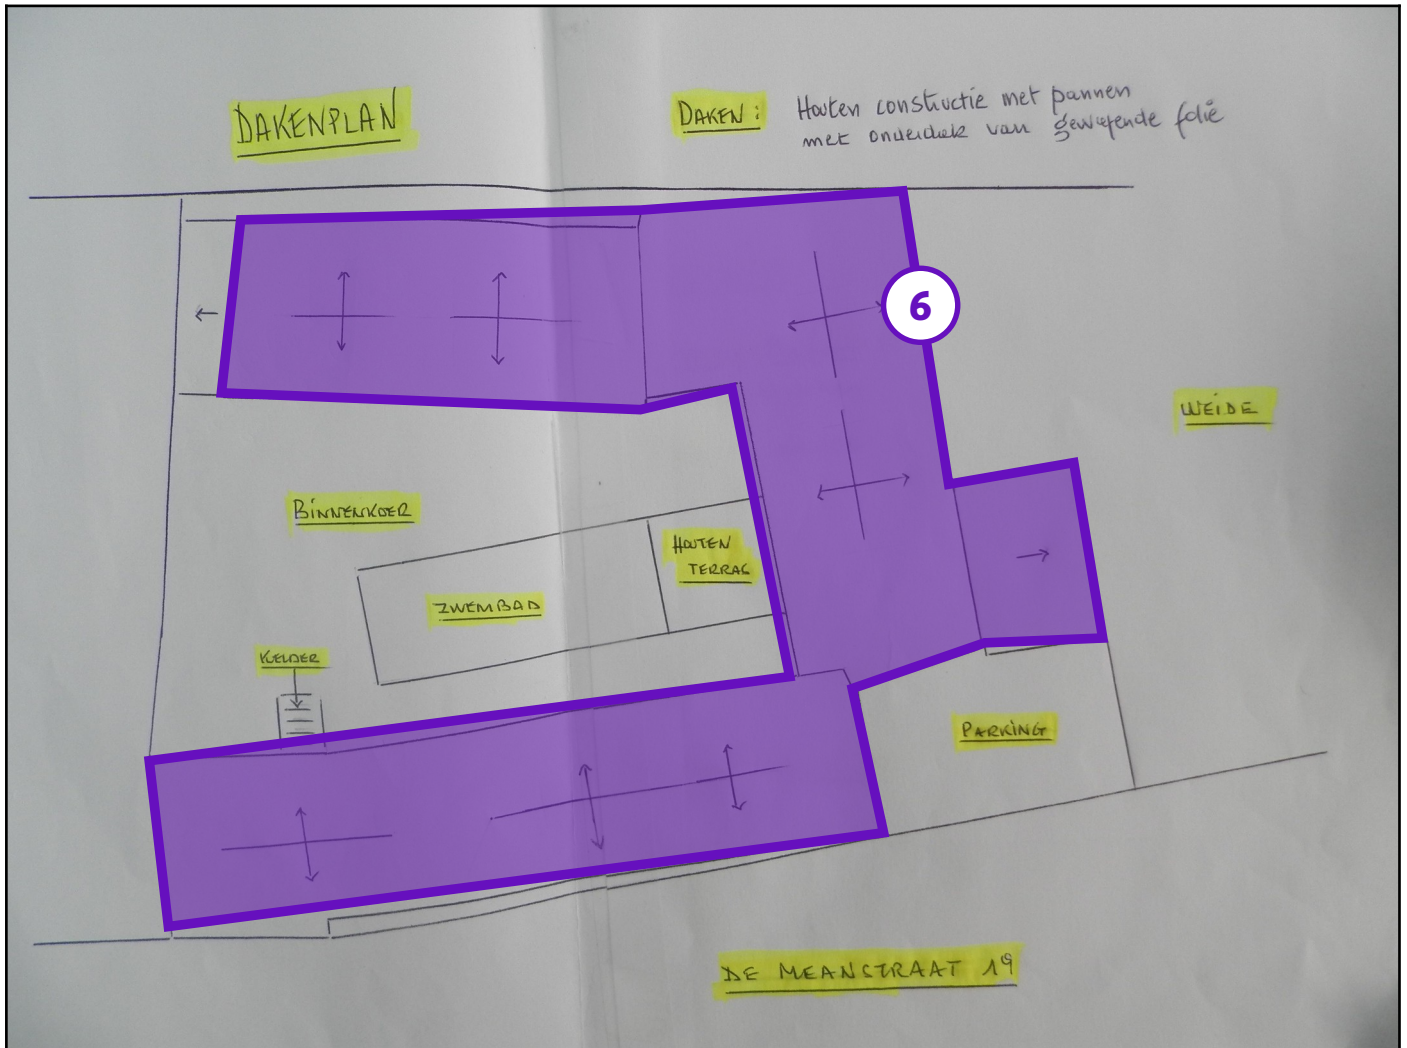 DAKENPLAN
DAKEN: Houten constructie met pannen
met onderdak van gewapende folie
6
WEIDE
BINNENKOER
HOUTEN
TERRAS
ZWEMBAD
KELDER
PARKING
DE MEANSTRAAT 19